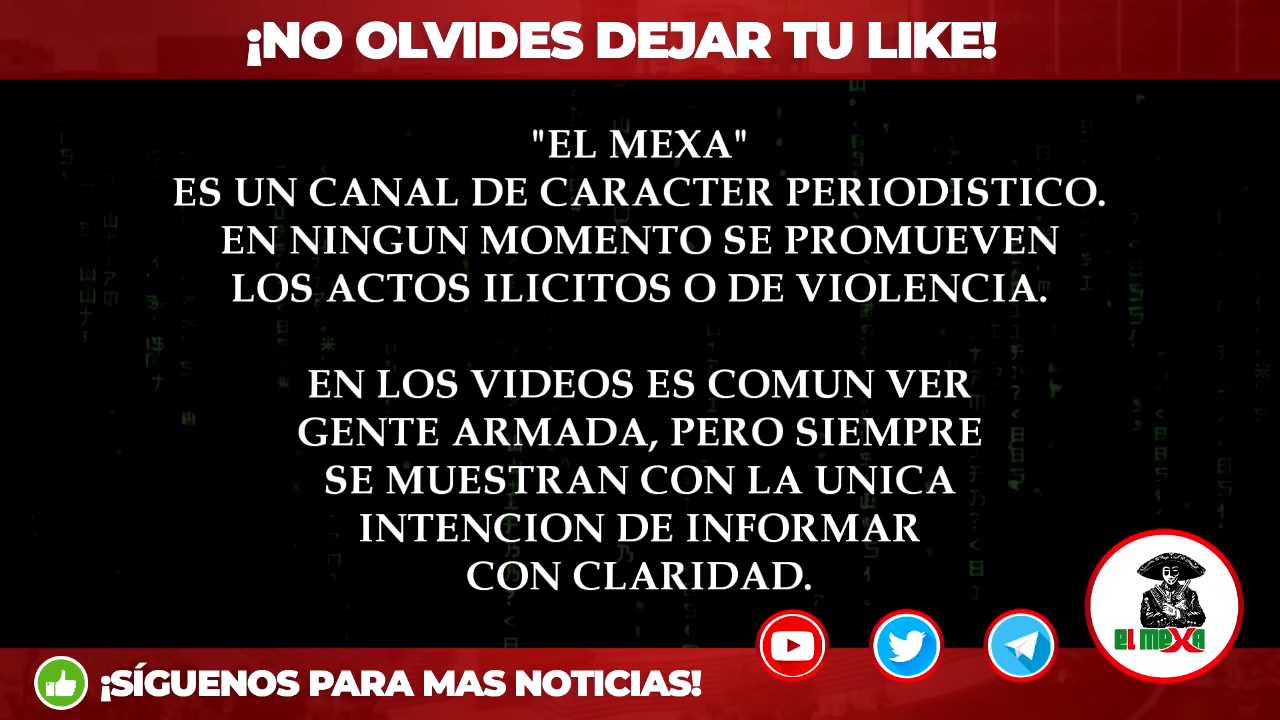 ¡NO OLVIDES DEJAR TU LIKE!
"EL MEXA"
ES UN CANAL DE CARACTER PERIODISTICO.
EN NINGUN MOMENTO SE PROMUEVEN
LOS ACTOS ILICITOS O DE VIOLENCIA.
EN LOS VIDEOS ES COMUN VER
GENTE ARMADA, PERO SIEMPRE
SE MUESTRAN CON LA UNICA
INTENCION DE INFORMAR
CON CLARIDAD.
el mexa
¡SÍGUENOS PARA MAS NOTICIAS!